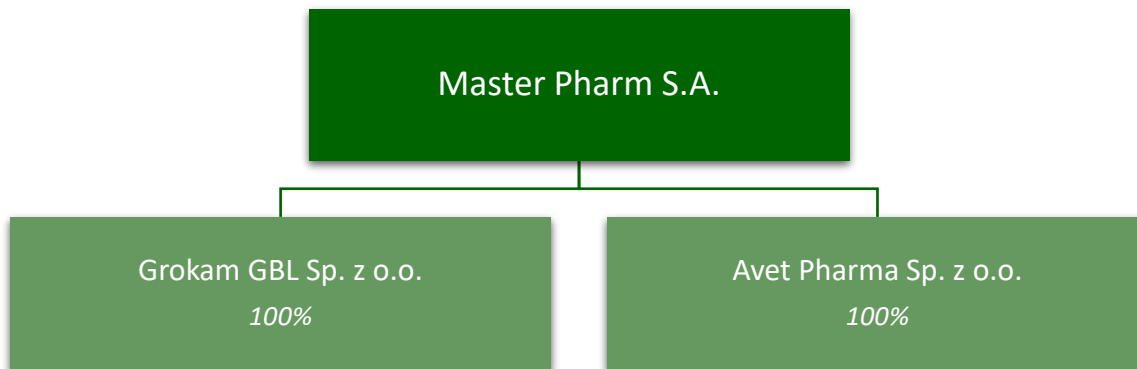 Master Pharm S.A.
Grokam GBL Sp. z o.o.
100%
Avet Pharma Sp. z o.o.
100%